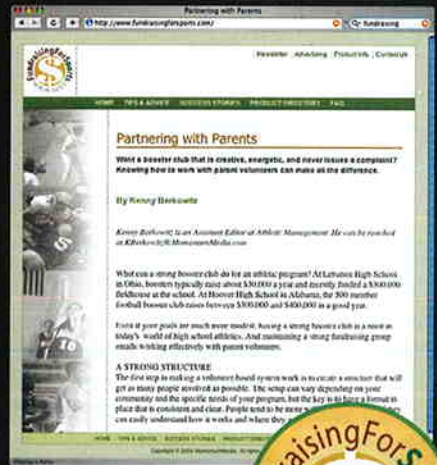 Partnering with Parents
http://www.fundraisingforsports.com/
Q- fundraising
FundraisingForSports
$
Newsletter | Advertising | Product Info | Contact Us
HOME TIPS & ADVICE SUCCESS STORIES PRODUCT DIRECTORY FAQ
Partnering with Parents
Want a booster club that is creative, energetic, and never issues a complaint?
Knowing how to work with parent volunteers can make all the difference.
By Kenny Berkowitz
Kenny Berkowitz is an Assistant Editor at Athletic Management. He can be reached
at KBerkowitz@MomentumMedia.com
What can a strong booster club do for an athletic program? At Lebanon High School
in Ohio, boosters typically raise about $30,000 a year and recently funded a $300,000
fieldhouse at the school. At Hoover High School in Alabama, the 800 member
football booster club raises between $300,000 and $400,000 in a good year.
Even if your goals are much more modest, having a strong booster club is a must in
today's world of high school athletics. And maintaining a strong fundraising group
entails working effectively with parent volunteers.
A STRONG STRUCTURE
The first step in making a volunteer-based system work is to create a structure that will
get as many people involved as possible. The setup can vary depending on your
community and the specific needs of your program, but the key is to have a format in
place that is consistent and clear. People tend to be more
can easily understand how it works and where they
HOME TIPS & ADVICE SUCCESS STORIES PRODUCT
Copyright © MomentumMedia. All
aisingForS